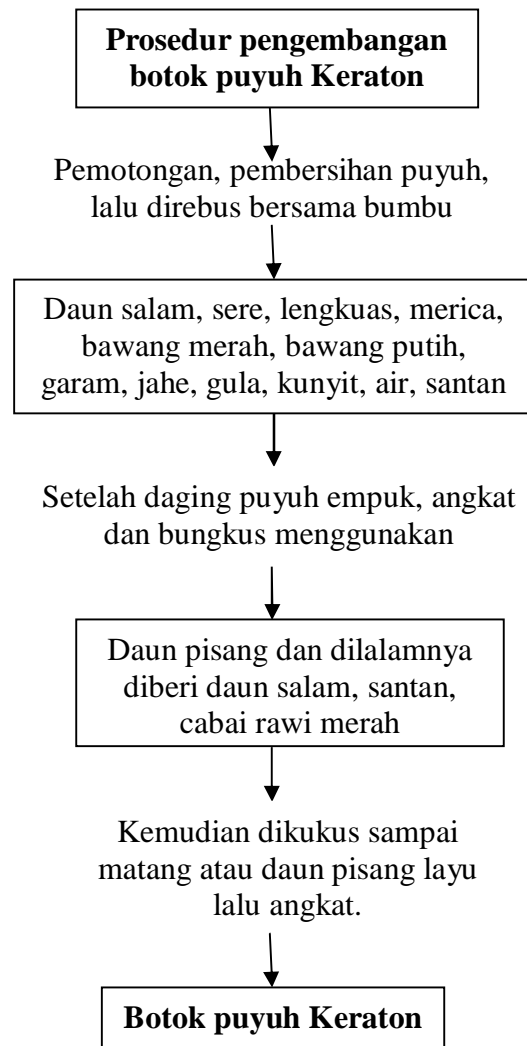 Prosedur pengembangan
botok puyuh Keraton
Pemotongan, pembersihan puyuh,
lalu direbus bersama bumbu
Daun salam, sere, lengkuas, merica,
bawang merah, bawang putih,
garam, jahe, gula, kunyit, air, santan
Setelah daging puyuh empuk, angkat
dan bungkus menggunakan
Daun pisang dan dilalamnya
diberi daun salam, santan,
cabai rawi merah
Kemudian dikukus sampai
matang atau daun pisang layu
lalu angkat.
Botok puyuh Keraton